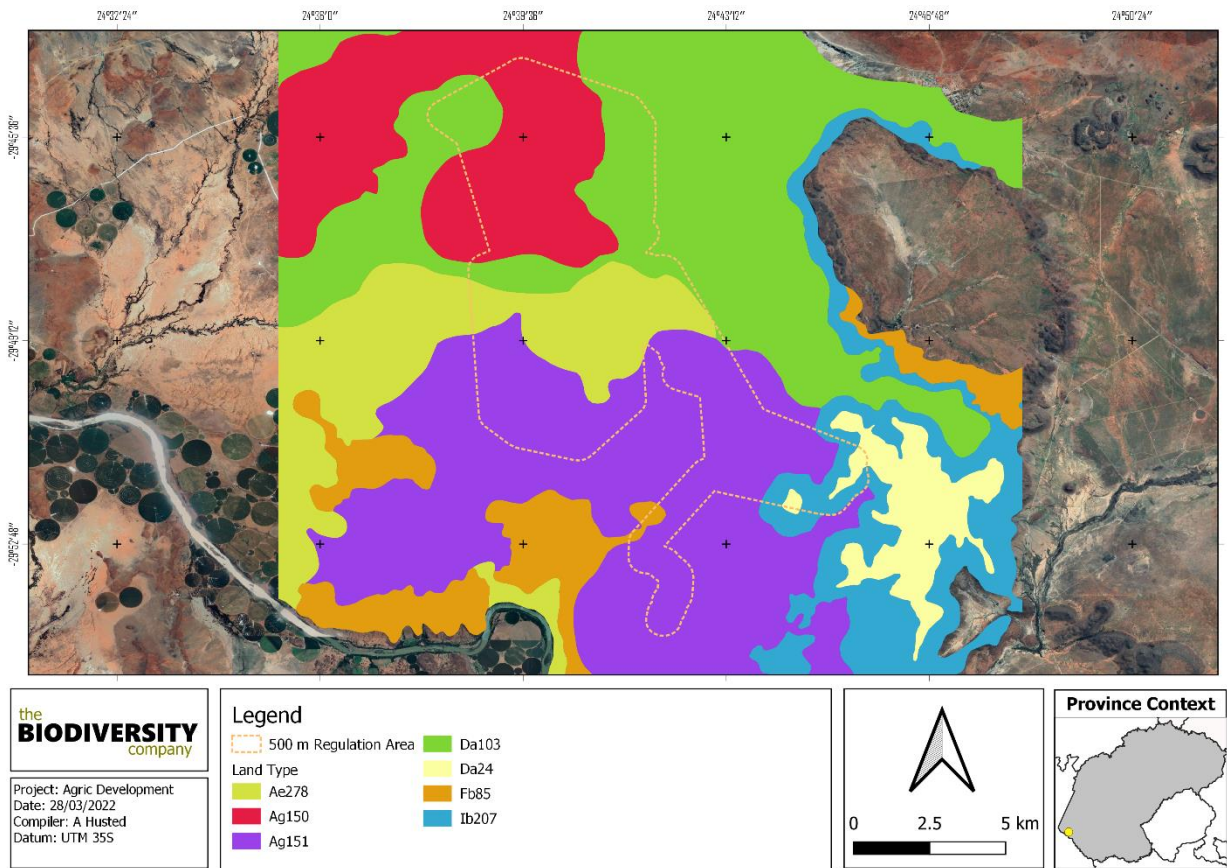 24°32'24" 24°36'0" 24°39'36" 24°43'12" 24°46'48" 24°50'24"
-29°45'36"
-29°49'12"
-29°52'48"
the
BIODIVERSITY
company
Project: Agric Development
Date: 28/03/2022
Compiler: A Husted
Datum: UTM 35S
Legend
500 m Regulation Area
Land Type
Ae278
Ag150
Ag151
Da103
Da24
Fb85
Ib207
0 2.5 5 km
Province Context